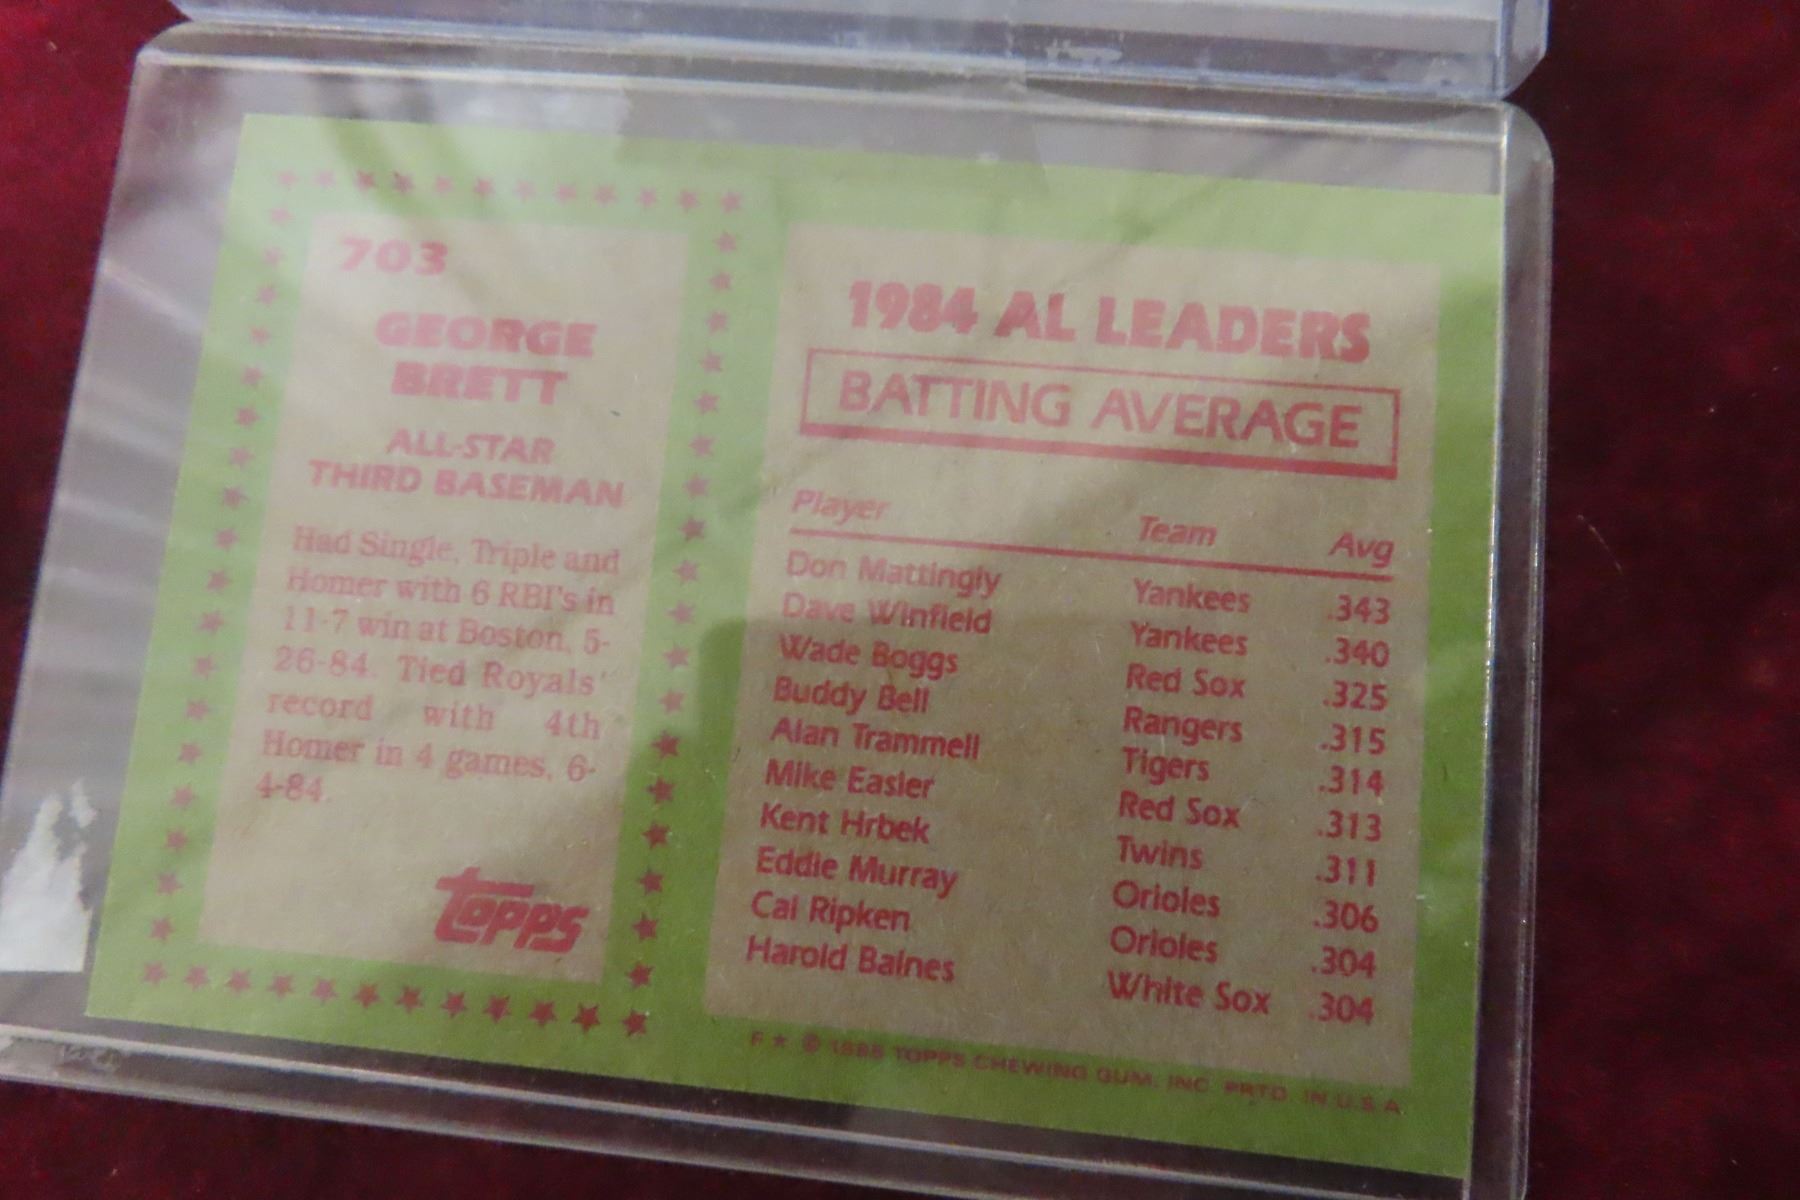 703
GEORGE
BRETT
ALL-STAR
THIRD BASEMAN
Had Single, Triple and
Homer with 6 RBI's in
11-7 win at Boston, 5-
26-84. Tied Royals'
record with 4th
Homer in 4 games, 6-
4-84.
topps
1984 AL LEADERS
BATTING AVERAGE
Player Team Avg
Don Mattingly Yankees .343
Dave Winfield Yankees .340
Wade Boggs Red Sox .325
Buddy Bell Rangers .315
Alan Trammell Tigers .314
Mike Easler Red Sox .313
Kent Hrbek Twins .311
Eddie Murray Orioles .306
Cal Ripken Orioles .304
Harold Baines White Sox .304
F ★ © 1985 TOPPS CHEWING GUM, INC. PRTD. IN U.S.A.